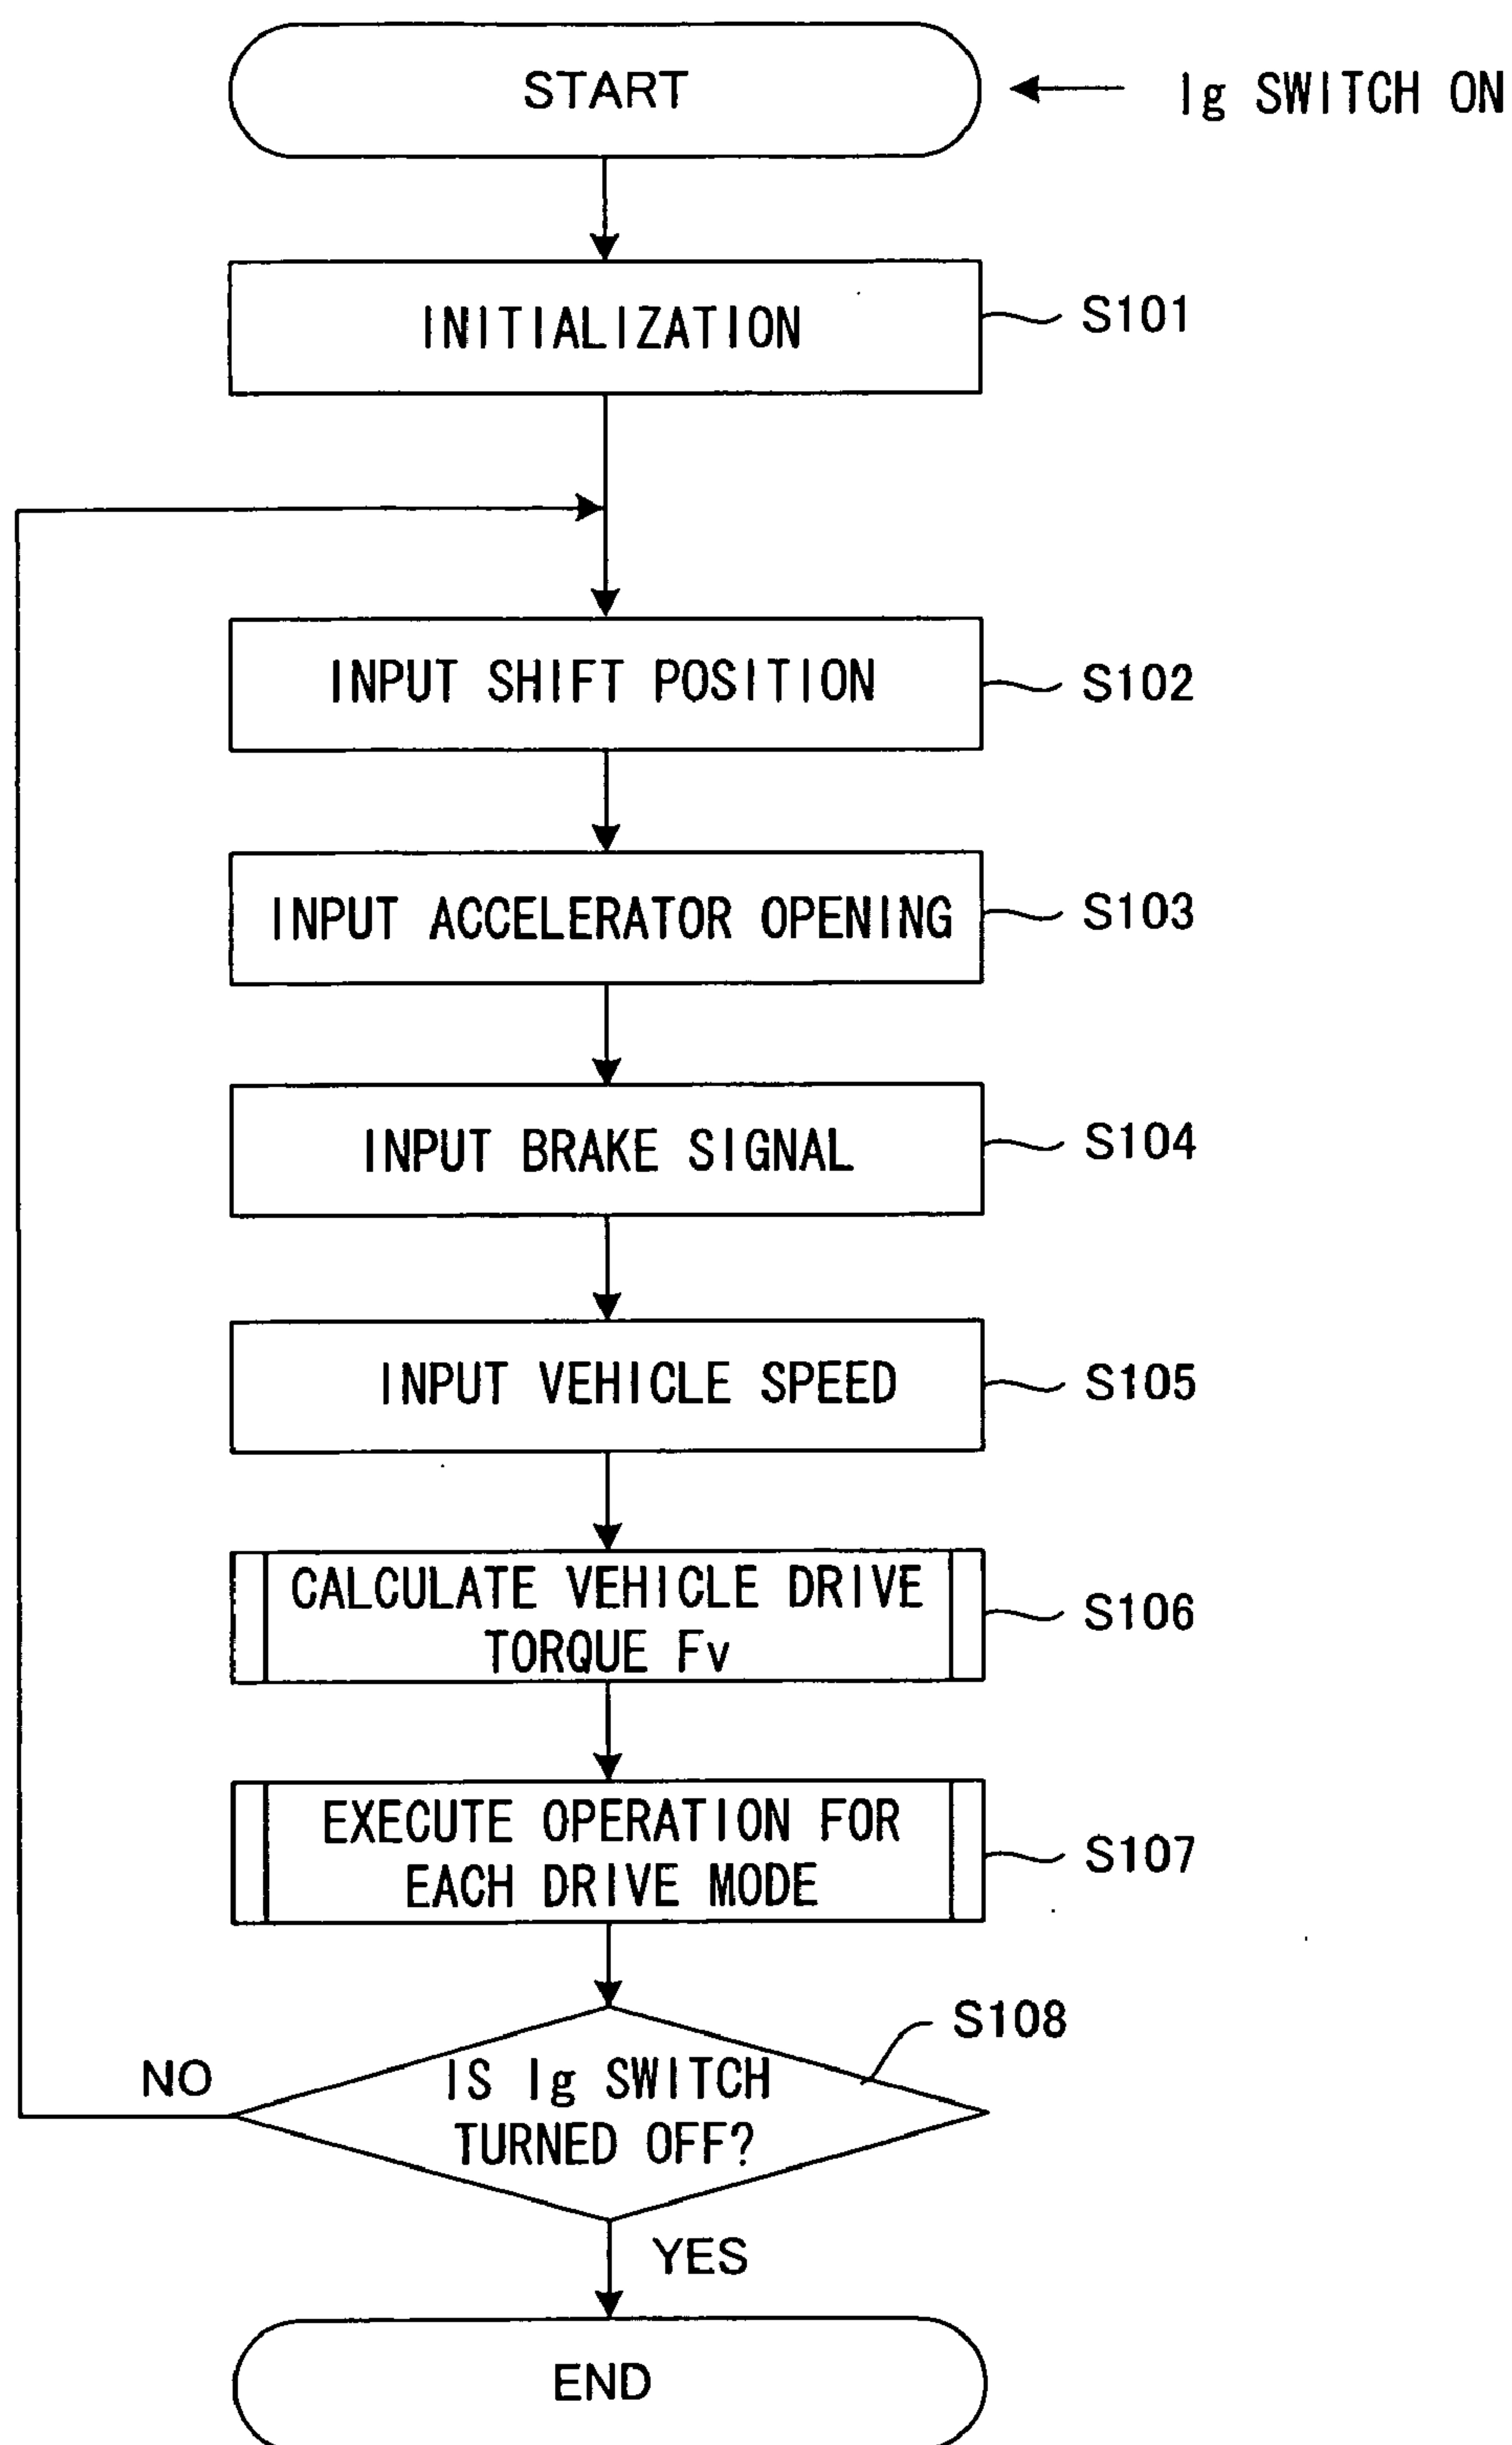 START
Ig SWITCH ON
INITIALIZATION
S101
INPUT SHIFT POSITION
S102
INPUT ACCELERATOR OPENING
S103
INPUT BRAKE SIGNAL
S104
INPUT VEHICLE SPEED
S105
CALCULATE VEHICLE DRIVE
TORQUE Fv
S106
EXECUTE OPERATION FOR
EACH DRIVE MODE
S107
S108
NO
IS Ig SWITCH
TURNED OFF?
YES
END